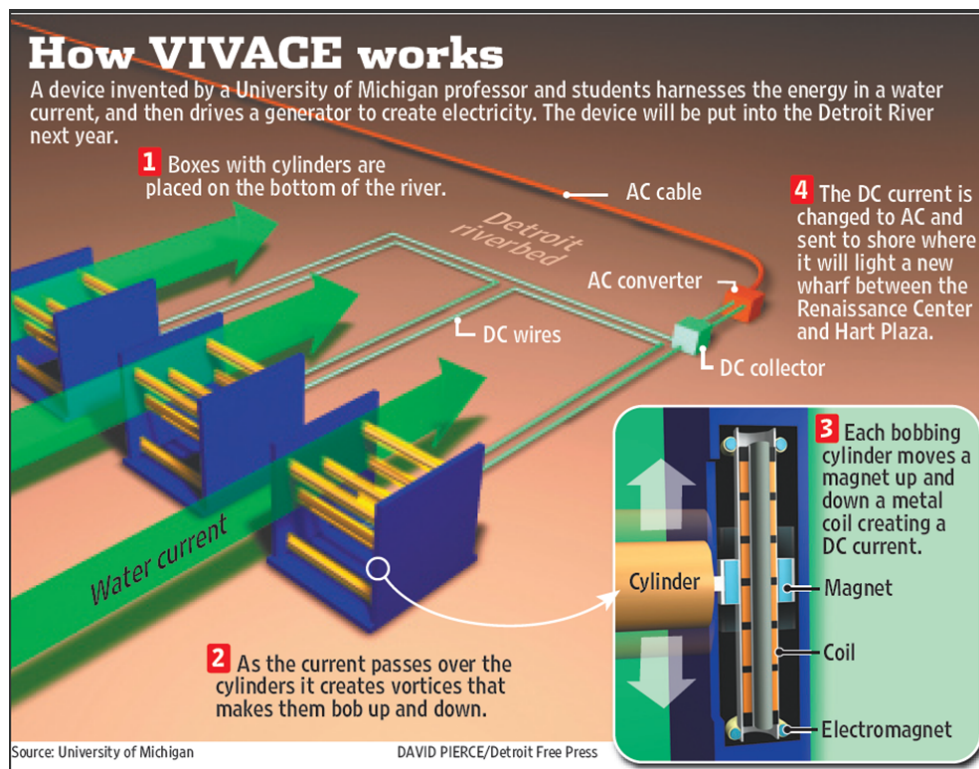 How VIVACE works
A device invented by a University of Michigan professor and students harnesses the energy in a water
current, and then drives a generator to create electricity. The device will be put into the Detroit River
next year.
1 Boxes with cylinders are
placed on the bottom of the river.
AC cable
Detroit
riverbed
AC converter
DC wires
DC collector
4 The DC current is
changed to AC and
sent to shore where
it will light a new
wharf between the
Renaissance Center
and Hart Plaza.
Water current
2 As the current passes over the
cylinders it creates vortices that
makes them bob up and down.
3 Each bobbing
cylinder moves a
magnet up and
down a metal
coil creating a
DC current.
Cylinder
Magnet
Coil
Electromagnet
Source: University of Michigan
DAVID PIERCE/Detroit Free Press